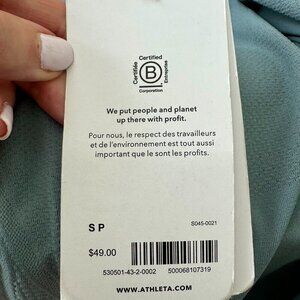 Certified
Certifiée
B
Entreprise
Corporation
We put people and planet
up there with profit.
Pour nous, le respect des travailleurs
et de l'environnement est tout aussi
important que le sont les profits.
S P
S045-0021
$49.00
530501-43-2-0002
500068107319
WWW.ATHLETA.COM